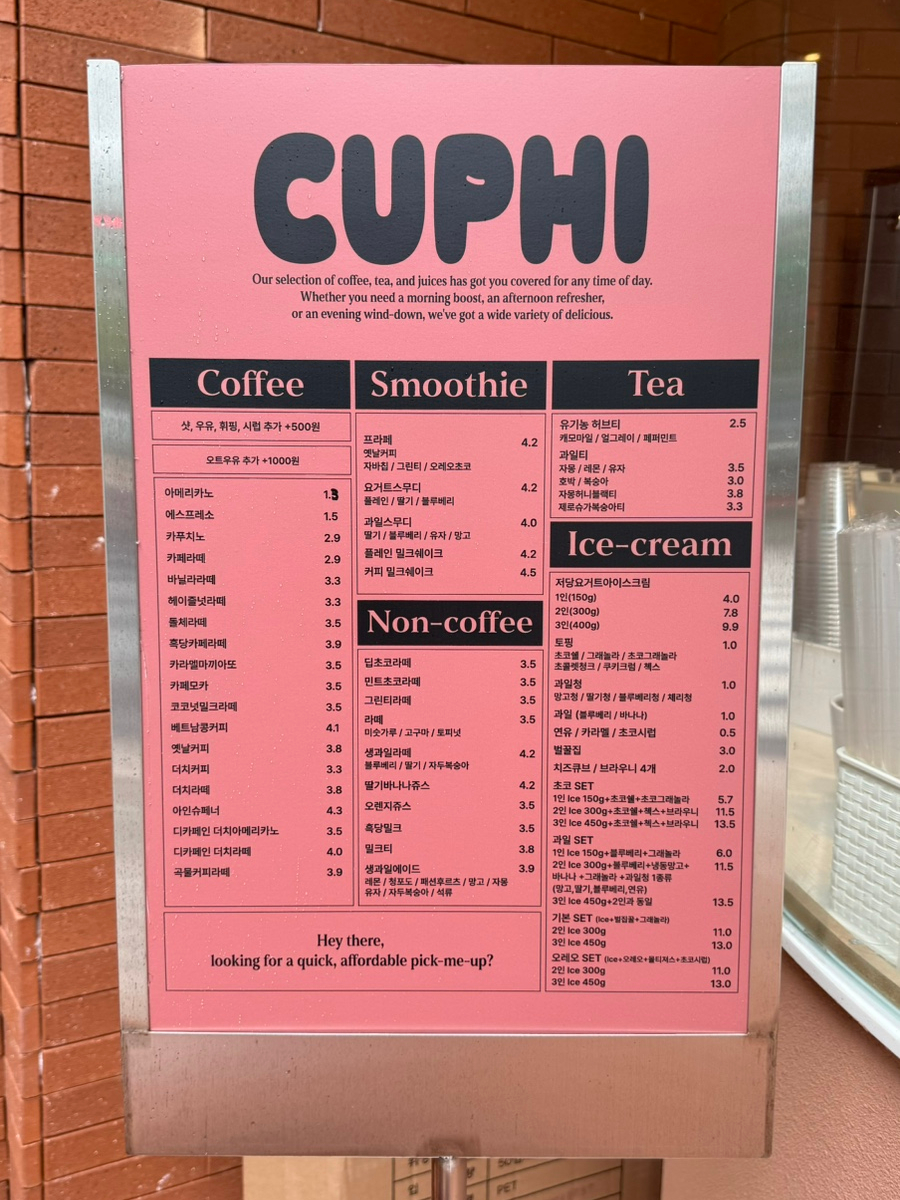 CUPHI
Our selection of coffee, tea, and juices has got you covered for any time of day.
Whether you need a morning boost, an afternoon refresher,
or an evening wind-down, we've got a wide variety of delicious.
Coffee
샷, 우유, 휘핑, 시럽 추가 +500원
오트우유 추가 +1000원
아메리카노 1.3
에스프레소 1.5
카푸치노 2.9
카페라떼 2.9
바닐라라떼 3.3
헤이즐넛라떼 3.3
돌체라떼 3.5
흑당카페라떼 3.9
카라멜마끼아또 3.5
카페모카 3.5
코코넛밀크라떼 3.5
베트남콩커피 4.1
옛날커피 3.8
더치커피 3.3
더치라떼 3.8
아인슈페너 4.3
디카페인 더치아메리카노 3.5
디카페인 더치라떼 4.0
곡물커피라떼 3.9
Smoothie
프라페 4.2
옛날커피
자바칩 / 그린티 / 오레오초코
요거트스무디 4.2
플레인 / 딸기 / 블루베리
과일스무디 4.0
딸기 / 블루베리 / 유자 / 망고
플레인 밀크쉐이크 4.2
커피 밀크쉐이크 4.5
Non-coffee
딥초코라떼 3.5
민트초코라떼 3.5
그린티라떼 3.5
라떼 3.5
미숫가루 / 고구마 / 토피넛
생과일라떼 4.2
블루베리 / 딸기 / 자두복숭아
딸기바나나쥬스 4.2
오렌지쥬스 3.5
흑당밀크 3.5
밀크티 3.8
생과일에이드 3.9
레몬 / 청포도 / 패션후르츠 / 망고 / 자몽
유자 / 자두복숭아 / 석류
Tea
유기농 허브티 2.5
캐모마일 / 얼그레이 / 페퍼민트
과일티
자몽 / 레몬 / 유자 3.5
호박 / 복숭아 3.0
자몽허니블랙티 3.8
제로슈가복숭아티 3.3
Ice-cream
저당요거트아이스크림
1인(150g) 4.0
2인(300g) 7.8
3인(400g) 9.9
토핑 1.0
초코쉘 / 그래놀라 / 초코그래놀라
초콜렛청크 / 쿠키크럼 / 첵스
과일청 1.0
망고청 / 딸기청 / 블루베리청 / 체리청
과일 (블루베리 / 바나나) 1.0
연유 / 카라멜 / 초코시럽 0.5
벌꿀집 3.0
치즈큐브 / 브라우니 4개 2.0
초코 SET
1인 Ice 150g+초코쉘+초코그래놀라 5.7
2인 Ice 300g+초코쉘+첵스+브라우니 11.5
3인 Ice 450g+초코쉘+첵스+브라우니 13.5
과일 SET
1인 Ice 150g+블루베리+그래놀라 6.0
2인 Ice 300g+블루베리+냉동망고+ 11.5
바나나 +그래놀라 +과일청 1종류
(망고,딸기,블루베리,연유)
3인 Ice 450g+2인과 동일 13.5
기본 SET (Ice+벌집꿀+그래놀라)
2인 Ice 300g 11.0
3인 Ice 450g 13.0
오레오 SET (Ice+오레오+몰티져스+초코시럽)
2인 Ice 300g 11.0
3인 Ice 450g 13.0
Hey there,
looking for a quick, affordable pick-me-up?
PET